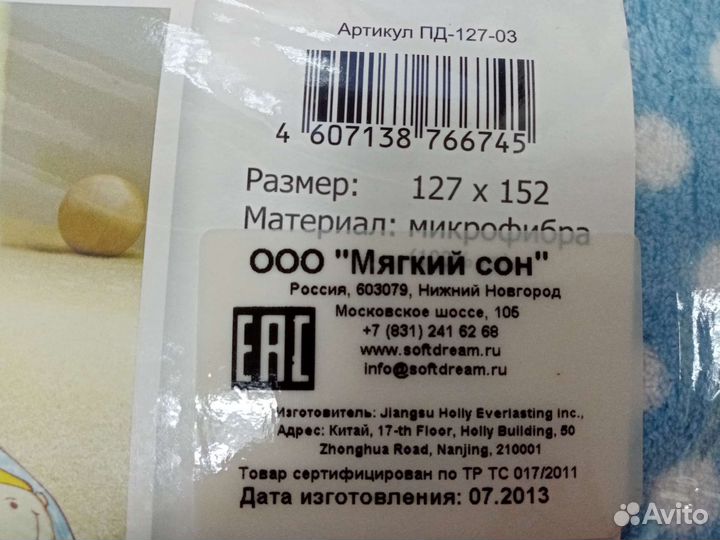 Артикул ПД-127-03
4 607138 766745
Размер: 127 x 152
Материал: микрофибра
ООО "Мягкий сон"
Россия, 603079, Нижний Новгород
Московское шоссе, 105
+7 (831) 241 62 68
www.softdream.ru
info@softdream.ru
EAC
Изготовитель: Jiangsu Holly Everlasting Inc.,
Адрес: Китай, 17-th Floor, Holly Building, 50
Zhonghua Road, Nanjing, 210001
Товар сертифицирован по ТР ТС 017/2011
Дата изготовления: 07.2013
Avito